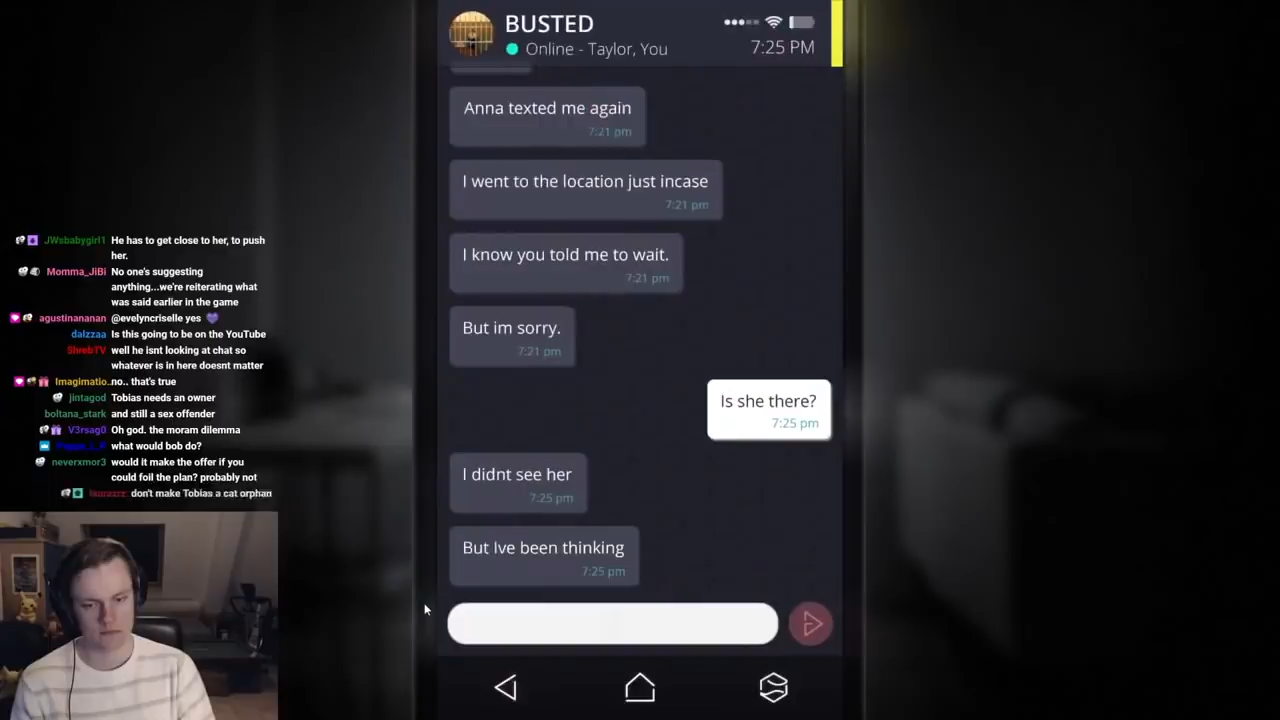 BUSTED
Online - Taylor, You
7:25 PM
Anna texted me again
7:21 pm
I went to the location just incase
7:21 pm
I know you told me to wait.
7:21 pm
But im sorry.
7:21 pm
Is she there?
7:25 pm
I didnt see her
7:25 pm
But Ive been thinking
7:25 pm
JWsbabygirl1 He has to get close to her, to push
her.
Momma_JiBi No one's suggesting
anything...we're reiterating what
was said earlier in the game
agustinananan @evelyncriselle yes
dalzzaa Is this going to be on the YouTube
ShrebTV well he isnt looking at chat so
whatever is in here doesnt matter
Imaginatio.. no.. that's true
jintagod Tobias needs an owner
boltana_stark and still a sex offender
V3rsag0 Oh god. the moram dilemma
what would bob do?
neverxmor3 would it make the offer if you
could foil the plan? probably not
don't make Tobias a cat orphan